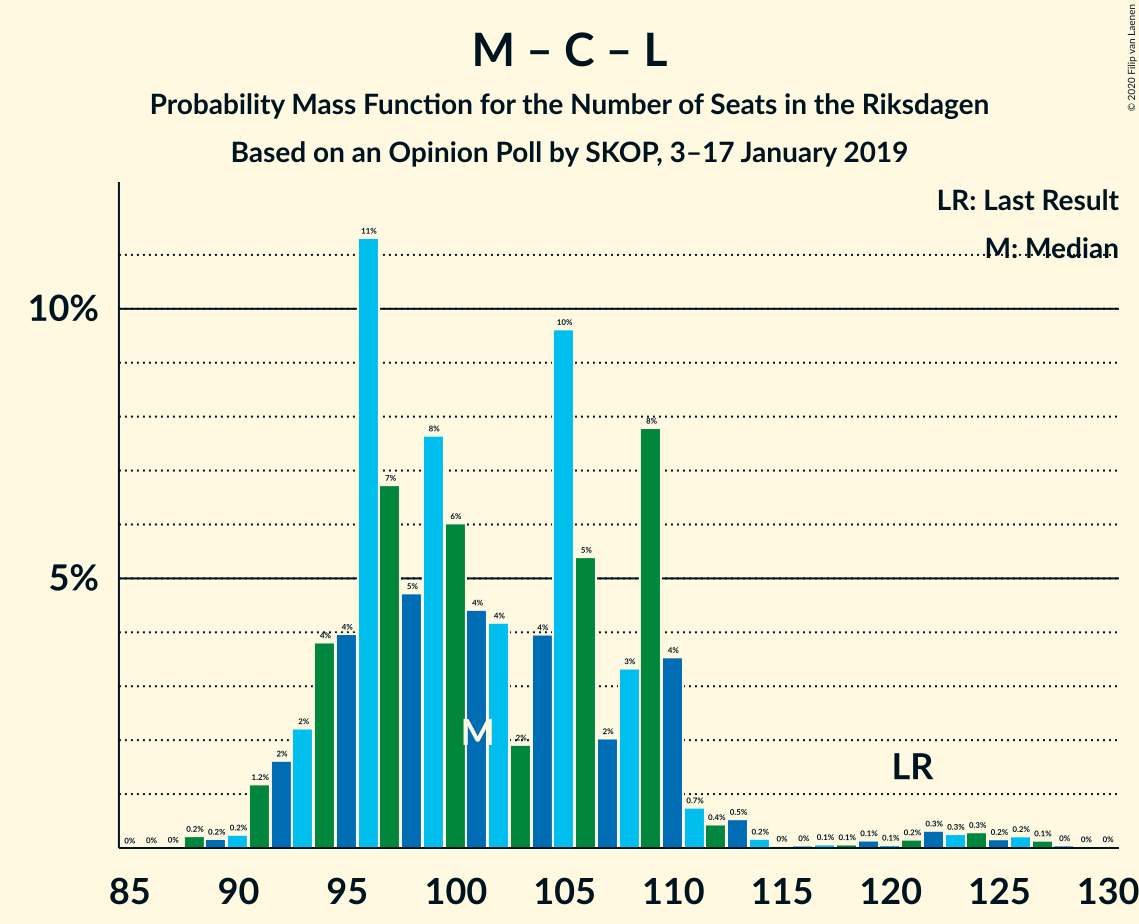 M – C – L
Probability Mass Function for the Number of Seats in the Riksdagen
Based on an Opinion Poll by SKOP, 3–17 January 2019
© 2020 Filip van Laenen
LR: Last Result
M: Median
10%
5%
0% 0% 0% 0.2% 0.2% 0.2% 1.2% 2% 2% 4% 4% 11% 7% 5% 8% 6% 4% 4% 2% 4% 10% 5% 2% 3% 8% 4% 0.7% 0.4% 0.5% 0.2% 0% 0% 0.1% 0.1% 0.1% 0.1% 0.2% 0.3% 0.3% 0.3% 0.2% 0.2% 0.1% 0% 0% 0%
M
LR
85 90 95 100 105 110 115 120 125 130